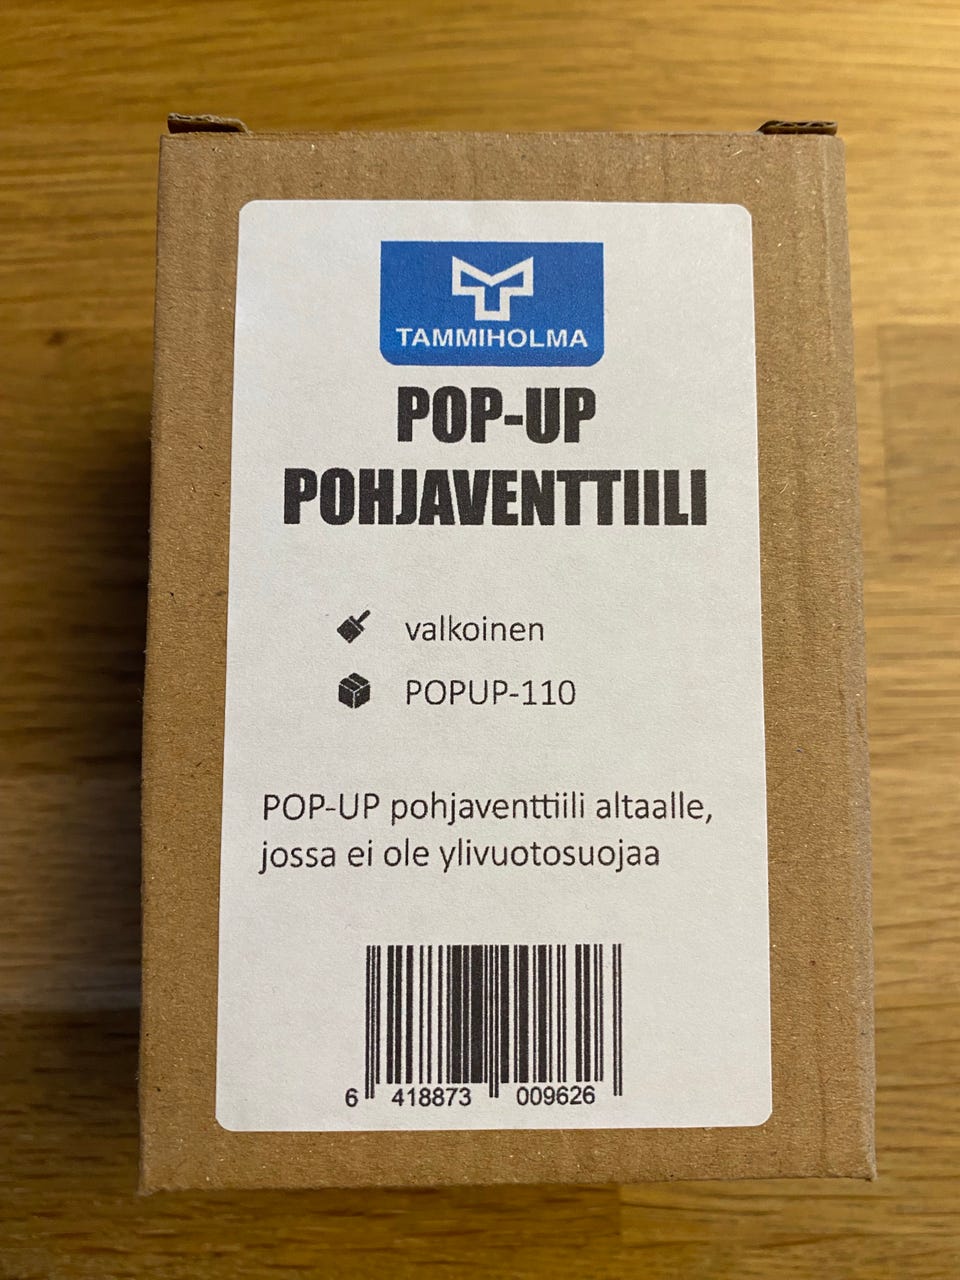 TAMMIHOLMA
POP-UP
POHJAVENTTIILI
valkoinen
POPUP-110
POP-UP pohjaventtiili altaalle,
jossa ei ole ylivuotosuojaa
6 418873 009626